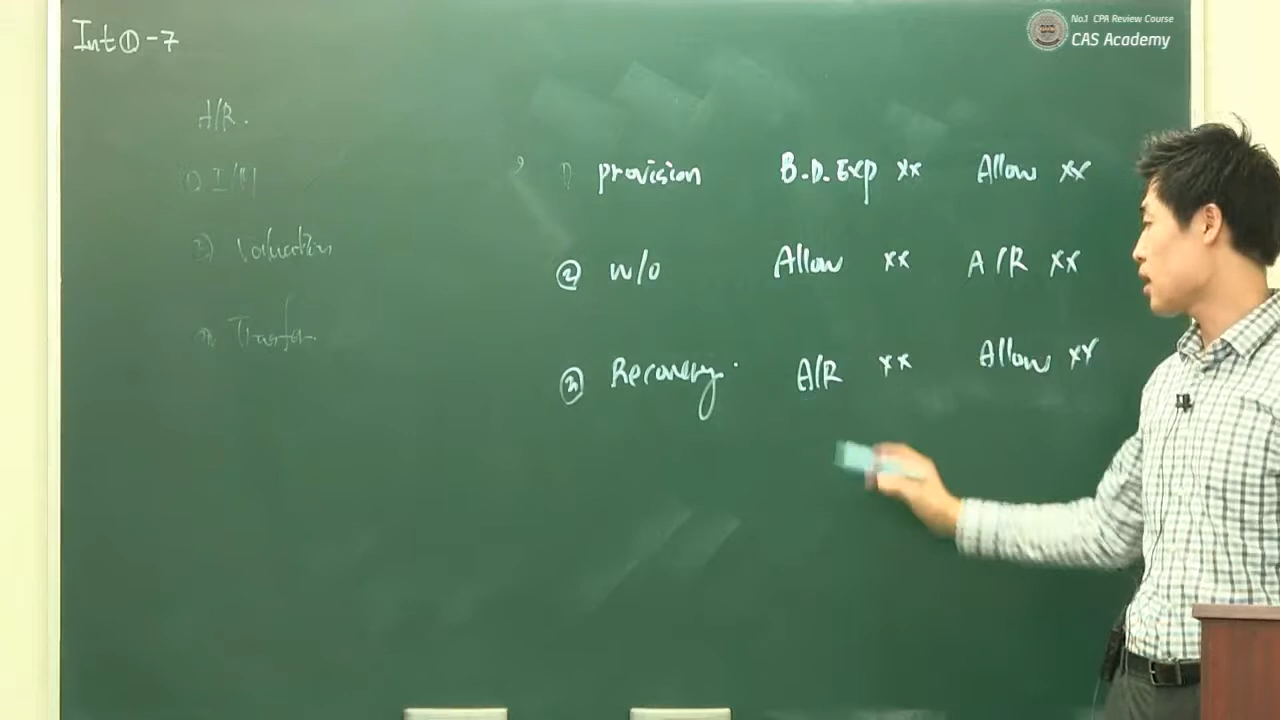 Int①-7
No.1 CPA Review Course
CAS Academy
A/R.
1) I/M
2) Valuation
3) Transfer
1) provision B.D.Exp xx Allow xx
② w/o Allow xx A/R xx
③ Recovery. A/R xx Allow xx